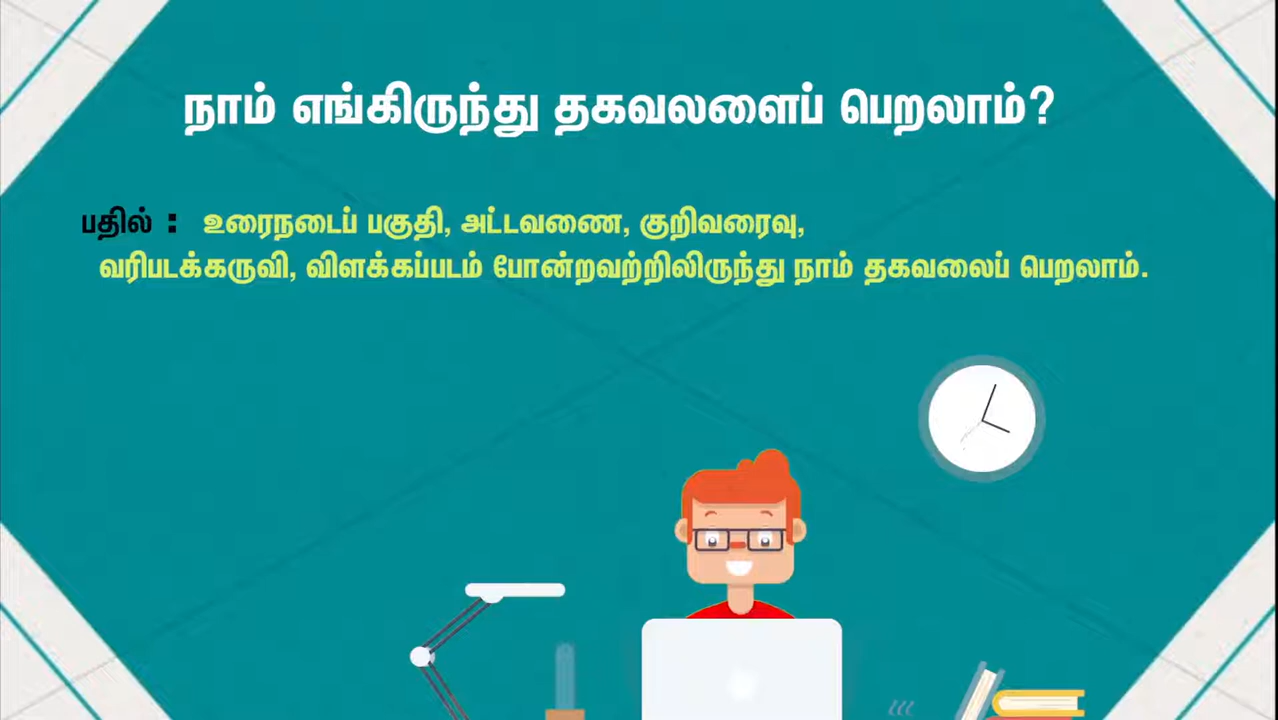 நாம் எங்கிருந்து தகவலளைப் பெறலாம்?
பதில் : உரைநடைப் பகுதி, அட்டவணை, குறிவரைவு,
வரிபடக்கருவி, விளக்கப்படம் போன்றவற்றிலிருந்து நாம் தகவலைப் பெறலாம்.